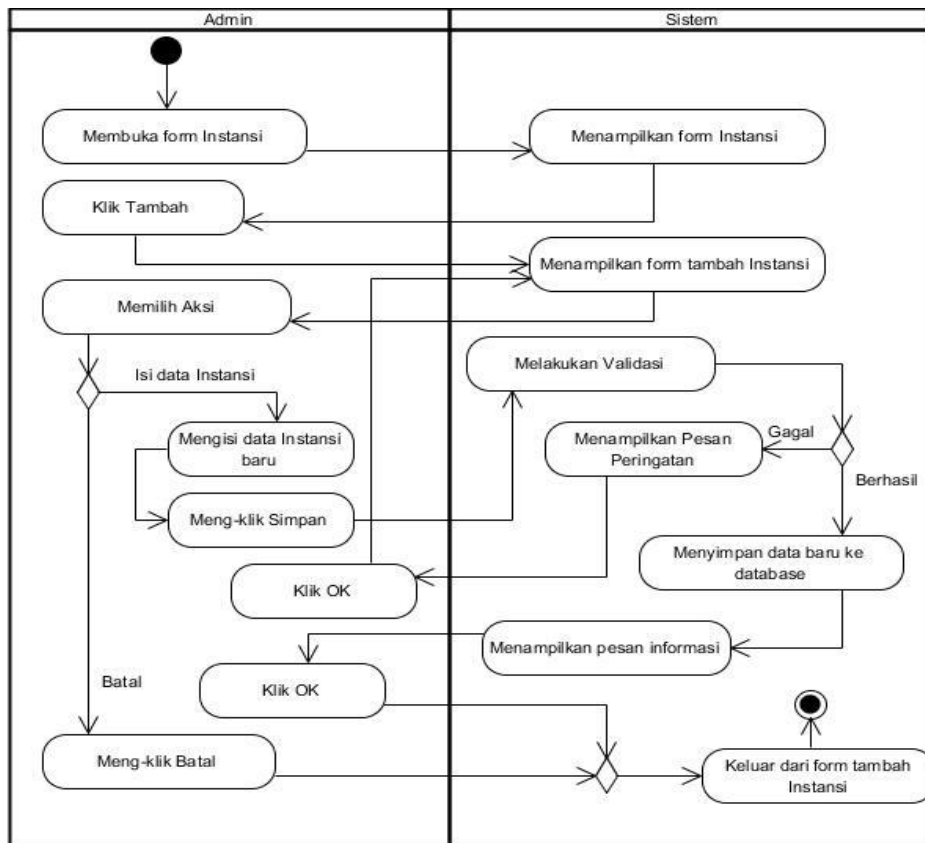 Admin
Sistem
Membuka form Instansi
Menampilkan form Instansi
Klik Tambah
Menampilkan form tambah Instansi
Memilih Aksi
Melakukan Validasi
Isi data Instansi
Mengisi data Instansi
baru
Menampilkan Pesan
Peringatan
Gagal
Berhasil
Meng-klik Simpan
Menyimpan data baru ke
database
Klik OK
Menampilkan pesan informasi
Klik OK
Batal
Meng-klik Batal
Keluar dari form tambah
Instansi